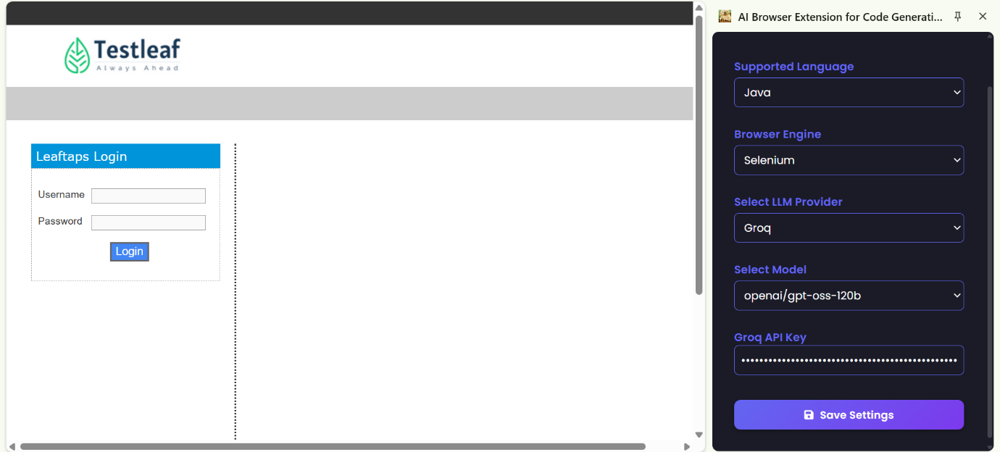 Testleaf
Always Ahead
Leaftaps Login
Username
Password
Login
AI Browser Extension for Code Generati...
Supported Language
Java
Browser Engine
Selenium
Select LLM Provider
Groq
Select Model
openai/gpt-oss-120b
Groq API Key
Save Settings